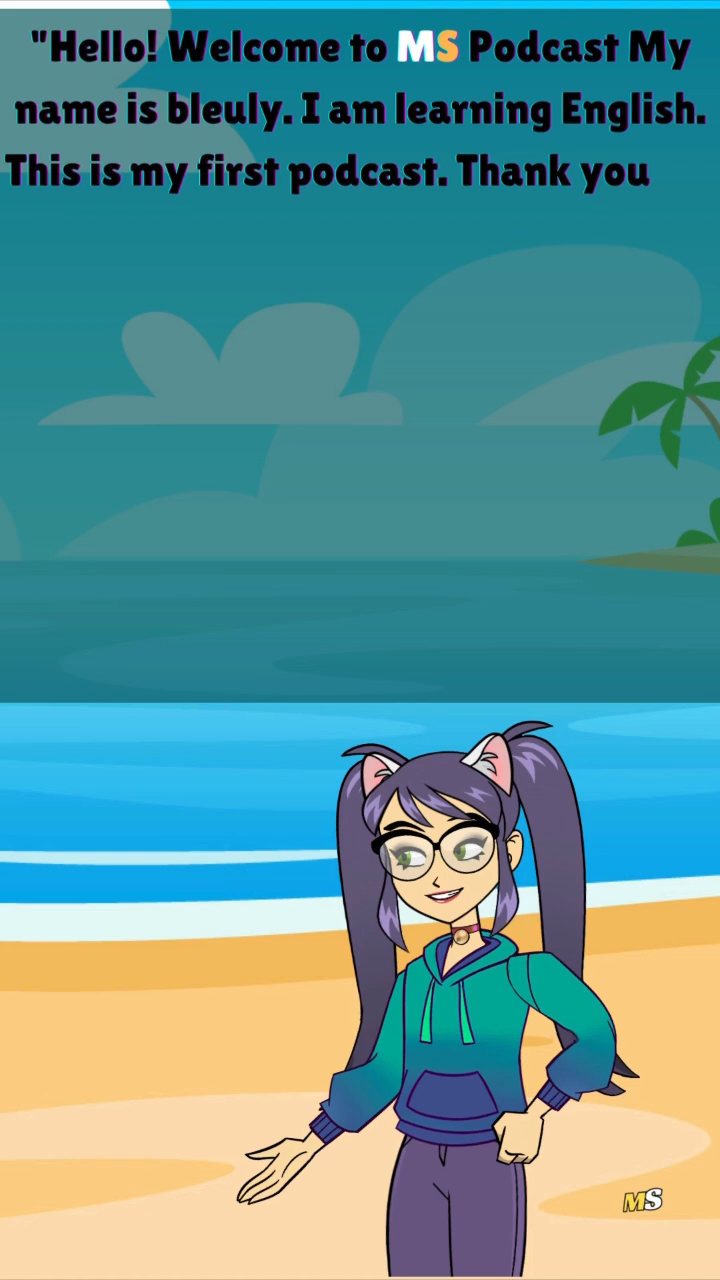 "Hello! Welcome to MS Podcast My
name is bleuly. I am learning English.
This is my first podcast. Thank you
MS